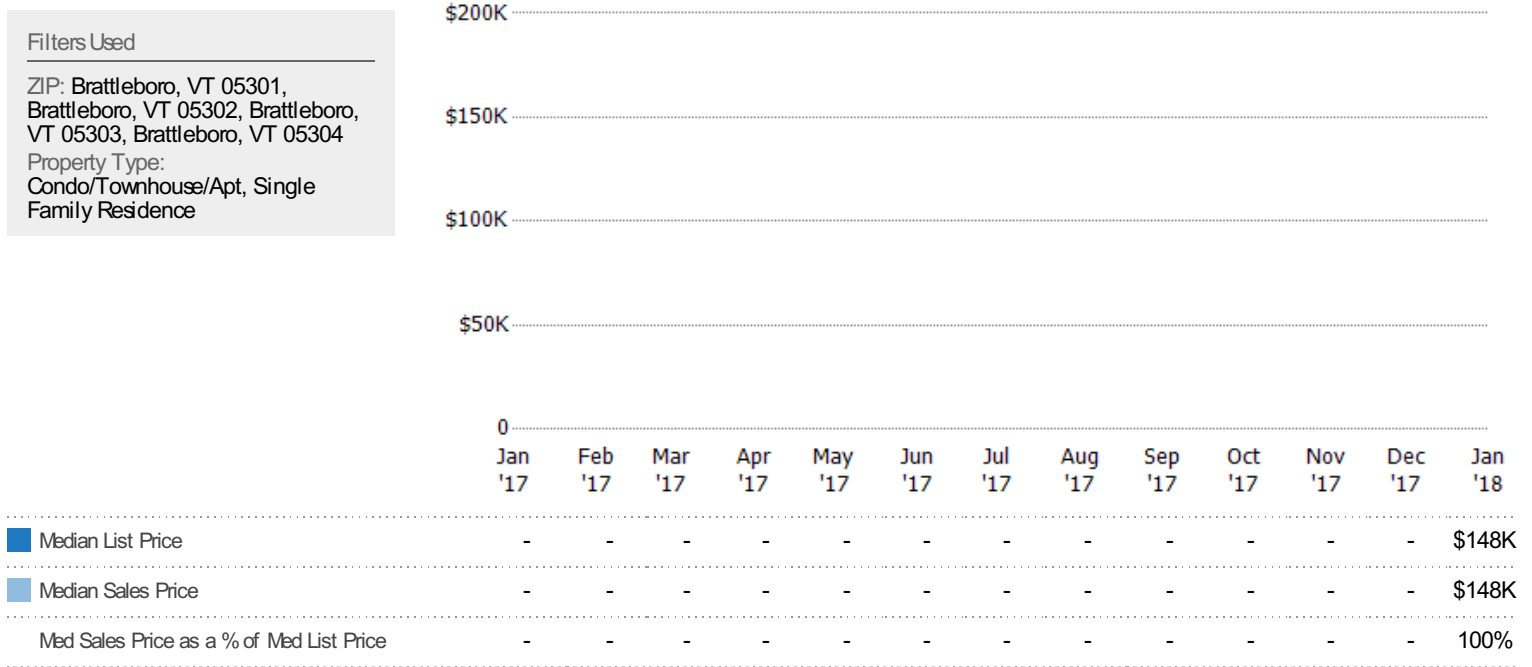 Filters Used
ZIP: Brattleboro, VT 05301,
Brattleboro, VT 05302, Brattleboro,
VT 05303, Brattleboro, VT 05304
Property Type:
Condo/Townhouse/Apt, Single
Family Residence
$200K
$150K
$100K
$50K
0
Jan Feb Mar Apr May Jun Jul Aug Sep Oct Nov Dec Jan
'17 '17 '17 '17 '17 '17 '17 '17 '17 '17 '17 '17 '18
Median List Price - - - - - - - - - - - - $148K
Median Sales Price - - - - - - - - - - - - $148K
Med Sales Price as a % of Med List Price - - - - - - - - - - - - 100%